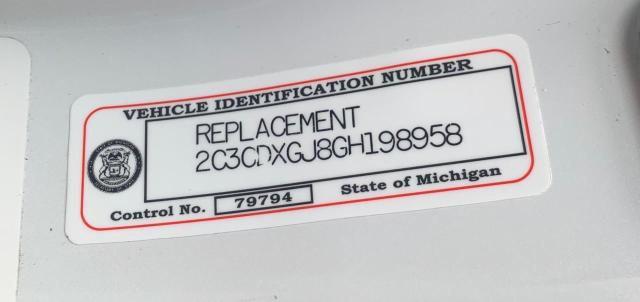 VEHICLE IDENTIFICATION NUMBER
REPLACEMENT
2C3CDXGJ8GH198958
Control No. 79794 State of Michigan